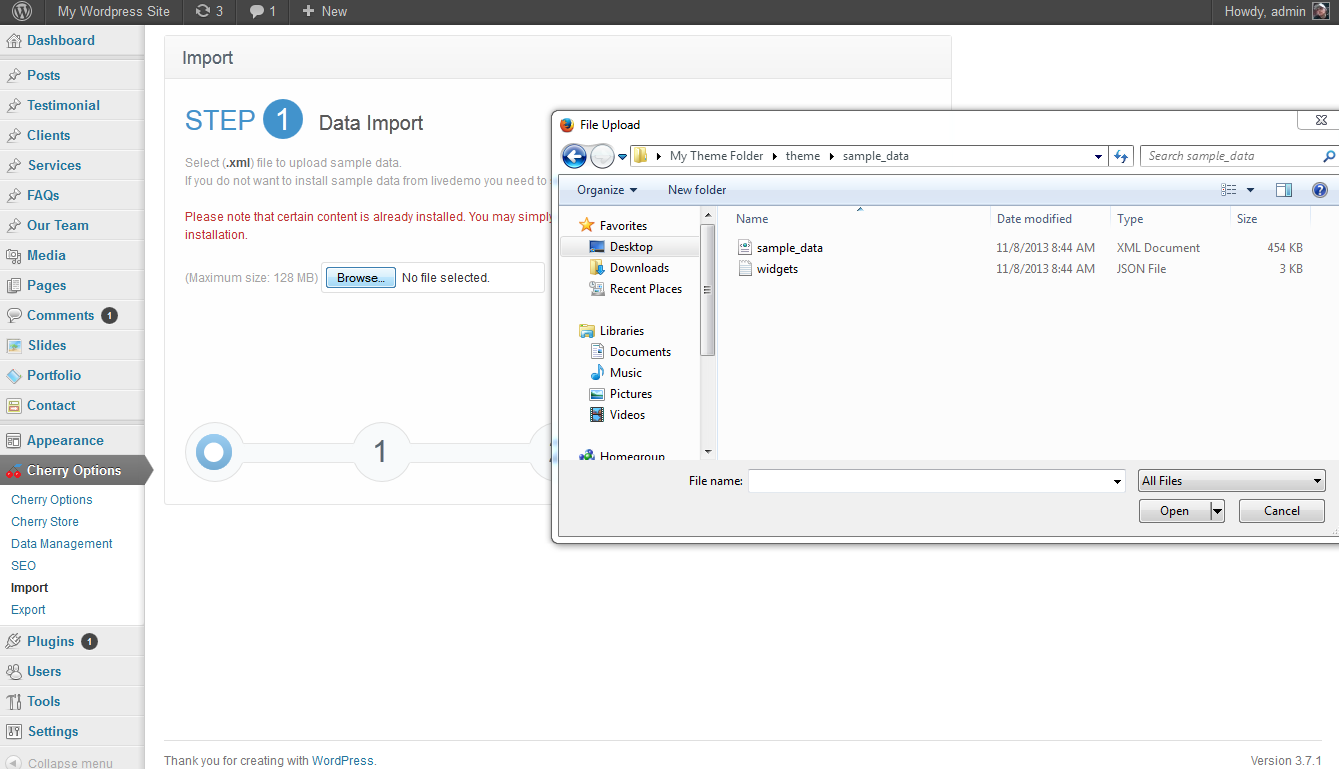 My Wordpress Site
3
1
New
Howdy, admin
Dashboard
Posts
Testimonial
Clients
Services
FAQs
Our Team
Media
Pages
Comments 1
Slides
Portfolio
Contact
Appearance
Cherry Options
Cherry Options
Cherry Store
Data Management
SEO
Import
Export
Plugins 1
Users
Tools
Settings
Collapse menu
Import
STEP 1 Data Import
Select (.xml) file to upload sample data.
If you do not want to install sample data from livedemo you need to
Please note that certain content is already installed. You may simply
installation.
(Maximum size: 128 MB) Browse... No file selected.
1
File Upload
My Theme Folder
theme
sample_data
Search sample_data
Organize
New folder
Favorites
Desktop
Downloads
Recent Places
Libraries
Documents
Music
Pictures
Videos
Homegroup
Name Date modified Type Size
sample_data 11/8/2013 8:44 AM XML Document 454 KB
widgets 11/8/2013 8:44 AM JSON File 3 KB
File name:
All Files
Open
Cancel
Thank you for creating with WordPress.
Version 3.7.1